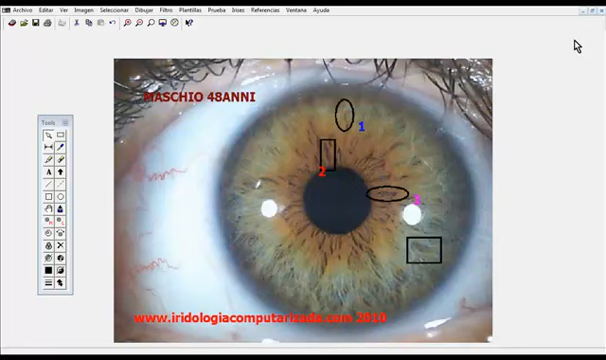 Archivo Editar Ver Imagen Seleccionar Dibujar Filtro Plantillas Prueba Irises Referencias Ventana Ayuda
MASCHIO 48ANNI
1
Tools
2
3
www.iridologiacomputarizada.com 2010